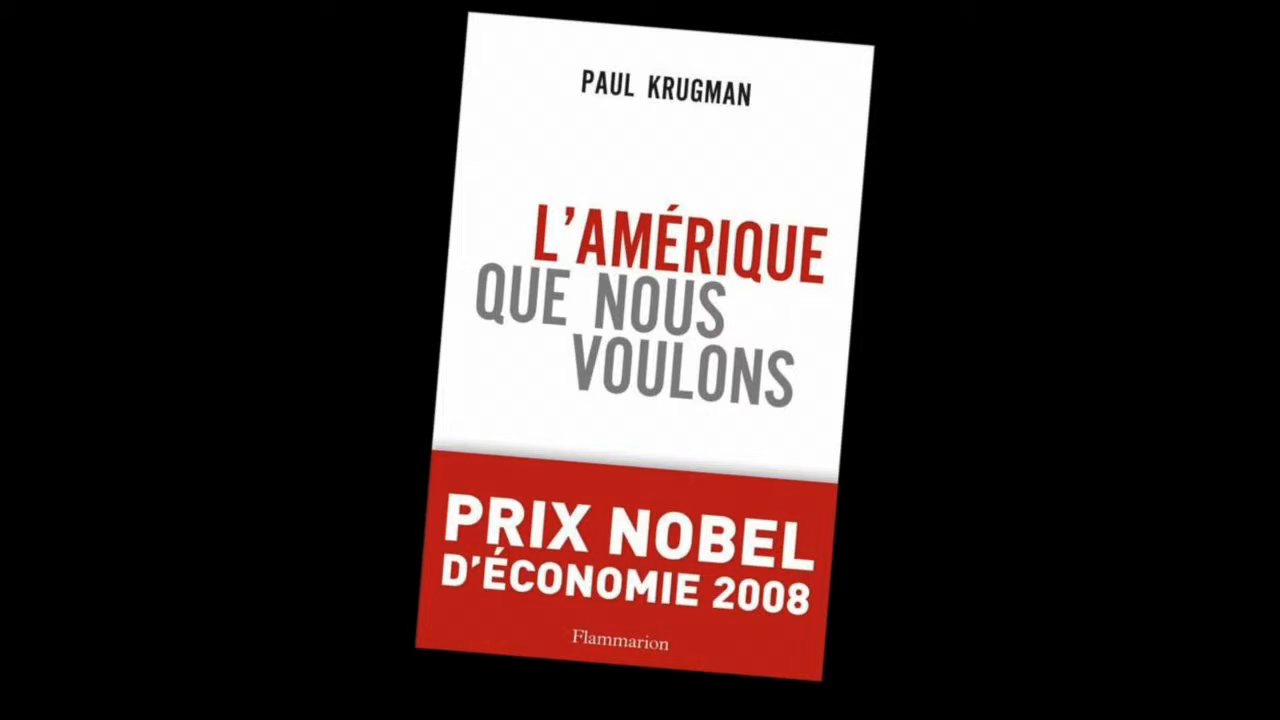 PAUL KRUGMAN
L'AMÉRIQUE
QUE NOUS
VOULONS
PRIX NOBEL
D'ÉCONOMIE 2008
Flammarion